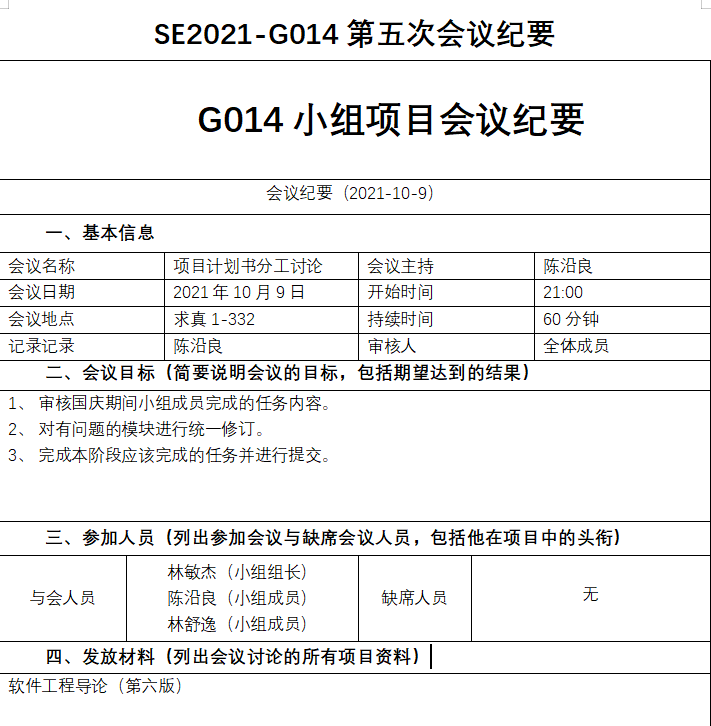 SE2021-G014 第五次会议纪要
G014 小组项目会议纪要
会议纪要（2021-10-9）
一、基本信息
会议名称 项目计划书分工讨论 会议主持 陈沿良
会议日期 2021 年 10 月 9 日 开始时间 21:00
会议地点 求真 1-332 持续时间 60 分钟
记录记录 陈沿良 审核人 全体成员
二、会议目标（简要说明会议的目标，包括期望达到的结果）
1、 审核国庆期间小组成员完成的任务内容。
2、 对有问题的模块进行统一修订。
3、 完成本阶段应该完成的任务并进行提交。
三、参加人员（列出参加会议与缺席会议人员，包括他在项目中的头衔）
与会人员
林敏杰（小组组长）
陈沿良（小组成员）
林舒逸（小组成员）
缺席人员
无
四、发放材料（列出会议讨论的所有项目资料）
软件工程导论（第六版）